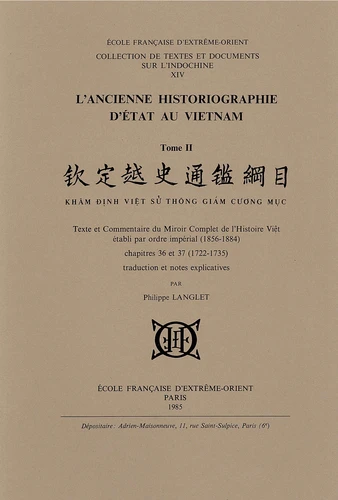 ÉCOLE FRANÇAISE D'EXTRÊME-ORIENT
COLLECTION DE TEXTES ET DOCUMENTS
SUR L'INDOCHINE
XIV
L'ANCIENNE HISTORIOGRAPHIE
D'ÉTAT AU VIETNAM
Tome II
欽定越史通鑑綱目
KHÂM ĐỊNH VIỆT SỬ THÔNG GIÁM CƯƠNG MỤC
Texte et Commentaire du Miroir Complet de l'Histoire Việt
établi par ordre impérial (1856-1884)
chapitres 36 et 37 (1722-1735)
traduction et notes explicatives
PAR
Philippe LANGLET
ÉCOLE FRANÇAISE D'EXTRÊME-ORIENT
PARIS
1985
Dépositaire : Adrien-Maisonneuve, 11, rue Saint-Sulpice, Paris (6e)